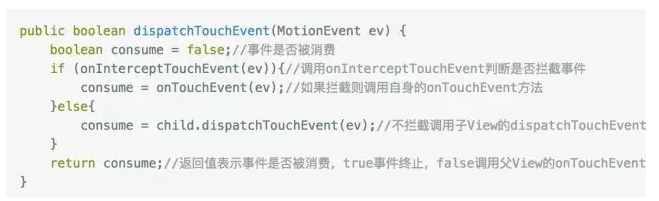 public boolean dispatchTouchEvent(MotionEvent ev) {
    boolean consume = false;//事件是否被消费
    if (onInterceptTouchEvent(ev)){//调用onInterceptTouchEvent判断是否拦截事件
        consume = onTouchEvent(ev);//如果拦截则调用自身的onTouchEvent方法
    }else{
        consume = child.dispatchTouchEvent(ev);//不拦截调用子View的dispatchTouchEvent
    }
    return consume;//返回值表示事件是否被消费，true事件终止，false调用父View的onTouchEvent
}